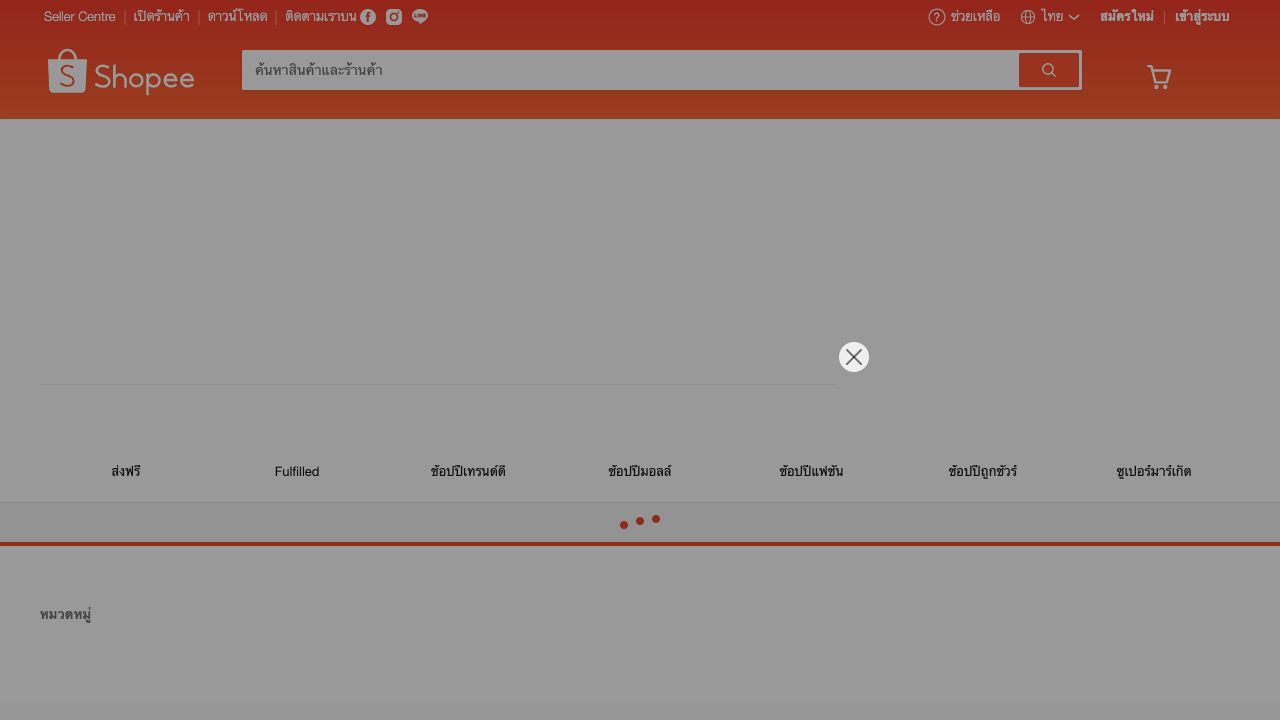 Seller Centre เปิดร้านค้า ดาวน์โหลด ติดตามเราบน LINE ช่วยเหลือ ไทย สมัครใหม่ เข้าสู่ระบบ
Shopee ค้นหาสินค้าและร้านค้า
ส่งฟรี Fulfilled ช้อปปี้เทรนด์ดี ช้อปปี้มอลล์ ช้อปปี้แฟชั่น ช้อปปี้ถูกชัวร์ ซูเปอร์มาร์เก็ต
หมวดหมู่